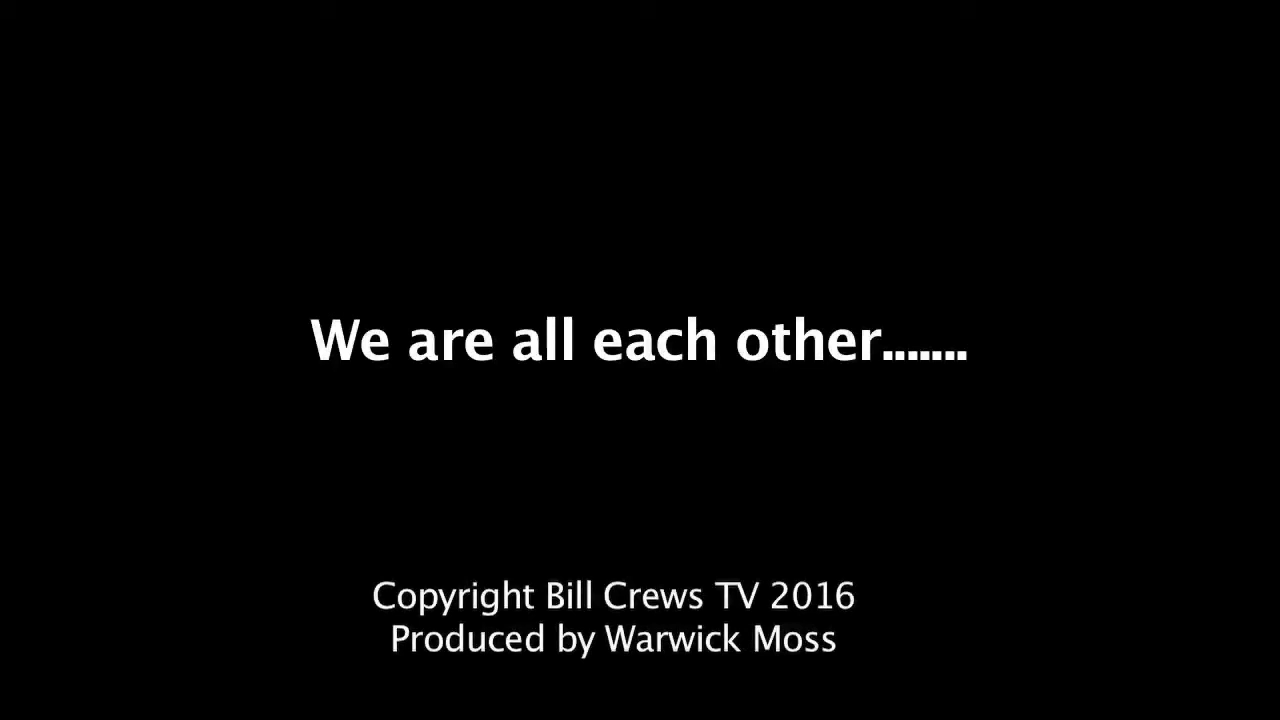 We are all each other.......
Copyright Bill Crews TV 2016
Produced by Warwick Moss